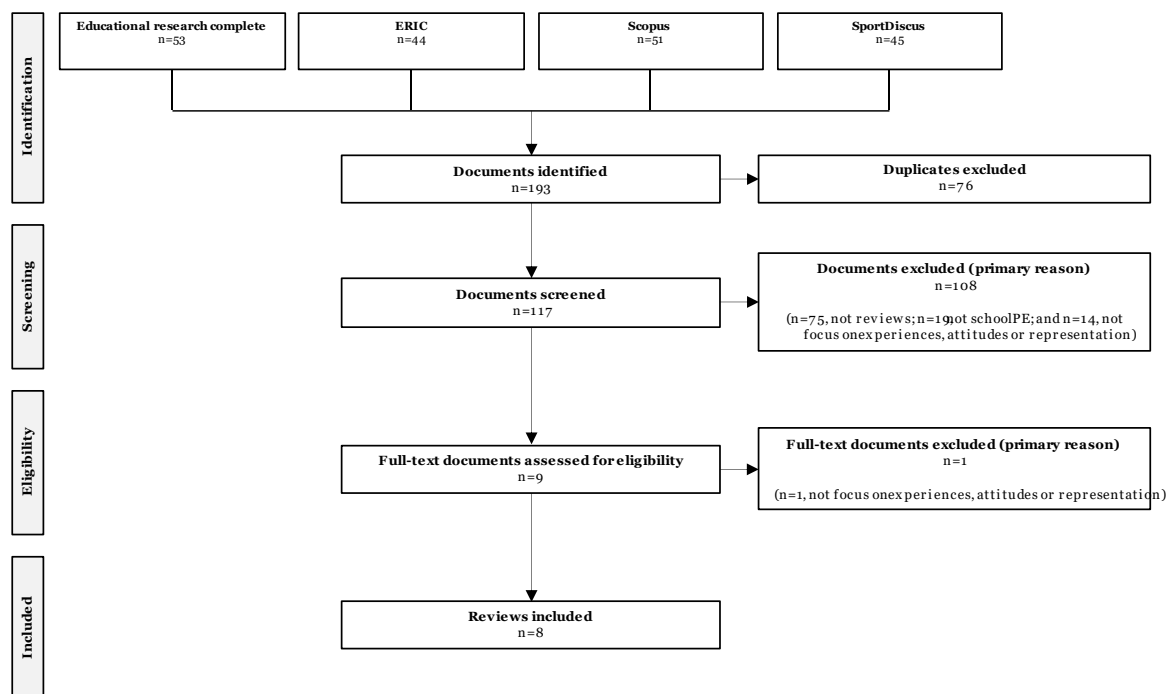 Educational research complete
n=53
ERIC
n=44
Scopus
n=51
SportDiscus
n=45
Identification
Documents identified
n=193
Duplicates excluded
n=76
Screening
Documents screened
n=117
Documents excluded (primary reason)
n=108
(n=75, not reviews; n=19, not school PE; and n=14, not
focus on experiences, attitudes or representation)
Eligibility
Full-text documents assessed for eligibility
n=9
Full-text documents excluded (primary reason)
n=1
(n=1, not focus on experiences, attitudes or representation)
Included
Reviews included
n=8